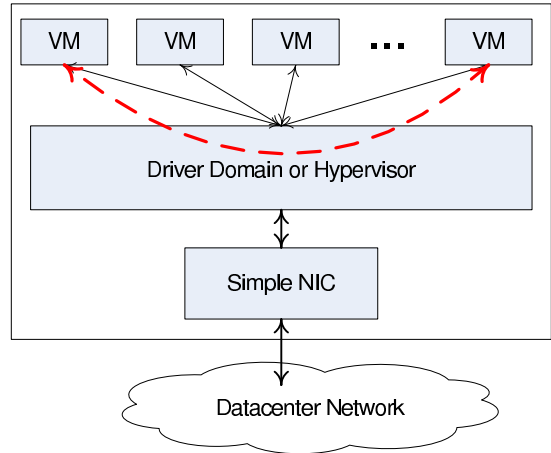 VM VM VM ... VM
Driver Domain or Hypervisor
Simple NIC
Datacenter Network